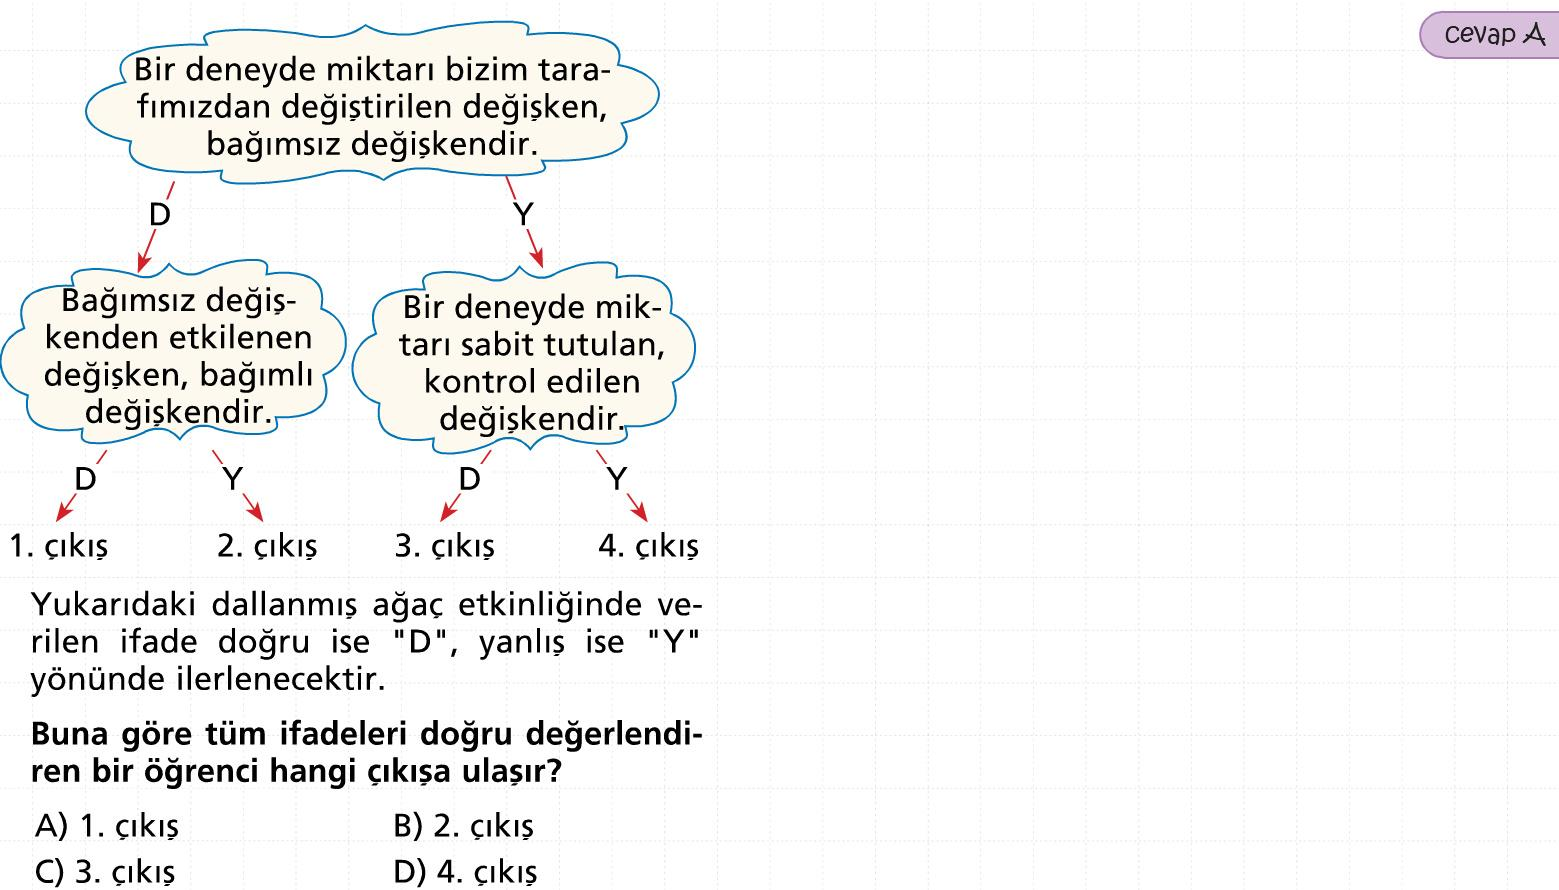 cevap A
Bir deneyde miktarı bizim tara-
fımızdan değiştirilen değişken,
bağımsız değişkendir.
D
Y
Bağımsız değiş-
kenden etkilenen
değişken, bağımlı
değişkendir.
Bir deneyde mik-
tarı sabit tutulan,
kontrol edilen
değişkendir.
D
Y
D
Y
1. çıkış
2. çıkış
3. çıkış
4. çıkış
Yukarıdaki dallanmış ağaç etkinliğinde ve-
rilen ifade doğru ise "D", yanlış ise "Y"
yönünde ilerlenecektir.
Buna göre tüm ifadeleri doğru değerlendi-
ren bir öğrenci hangi çıkışa ulaşır?
A) 1. çıkış
B) 2. çıkış
C) 3. çıkış
D) 4. çıkış